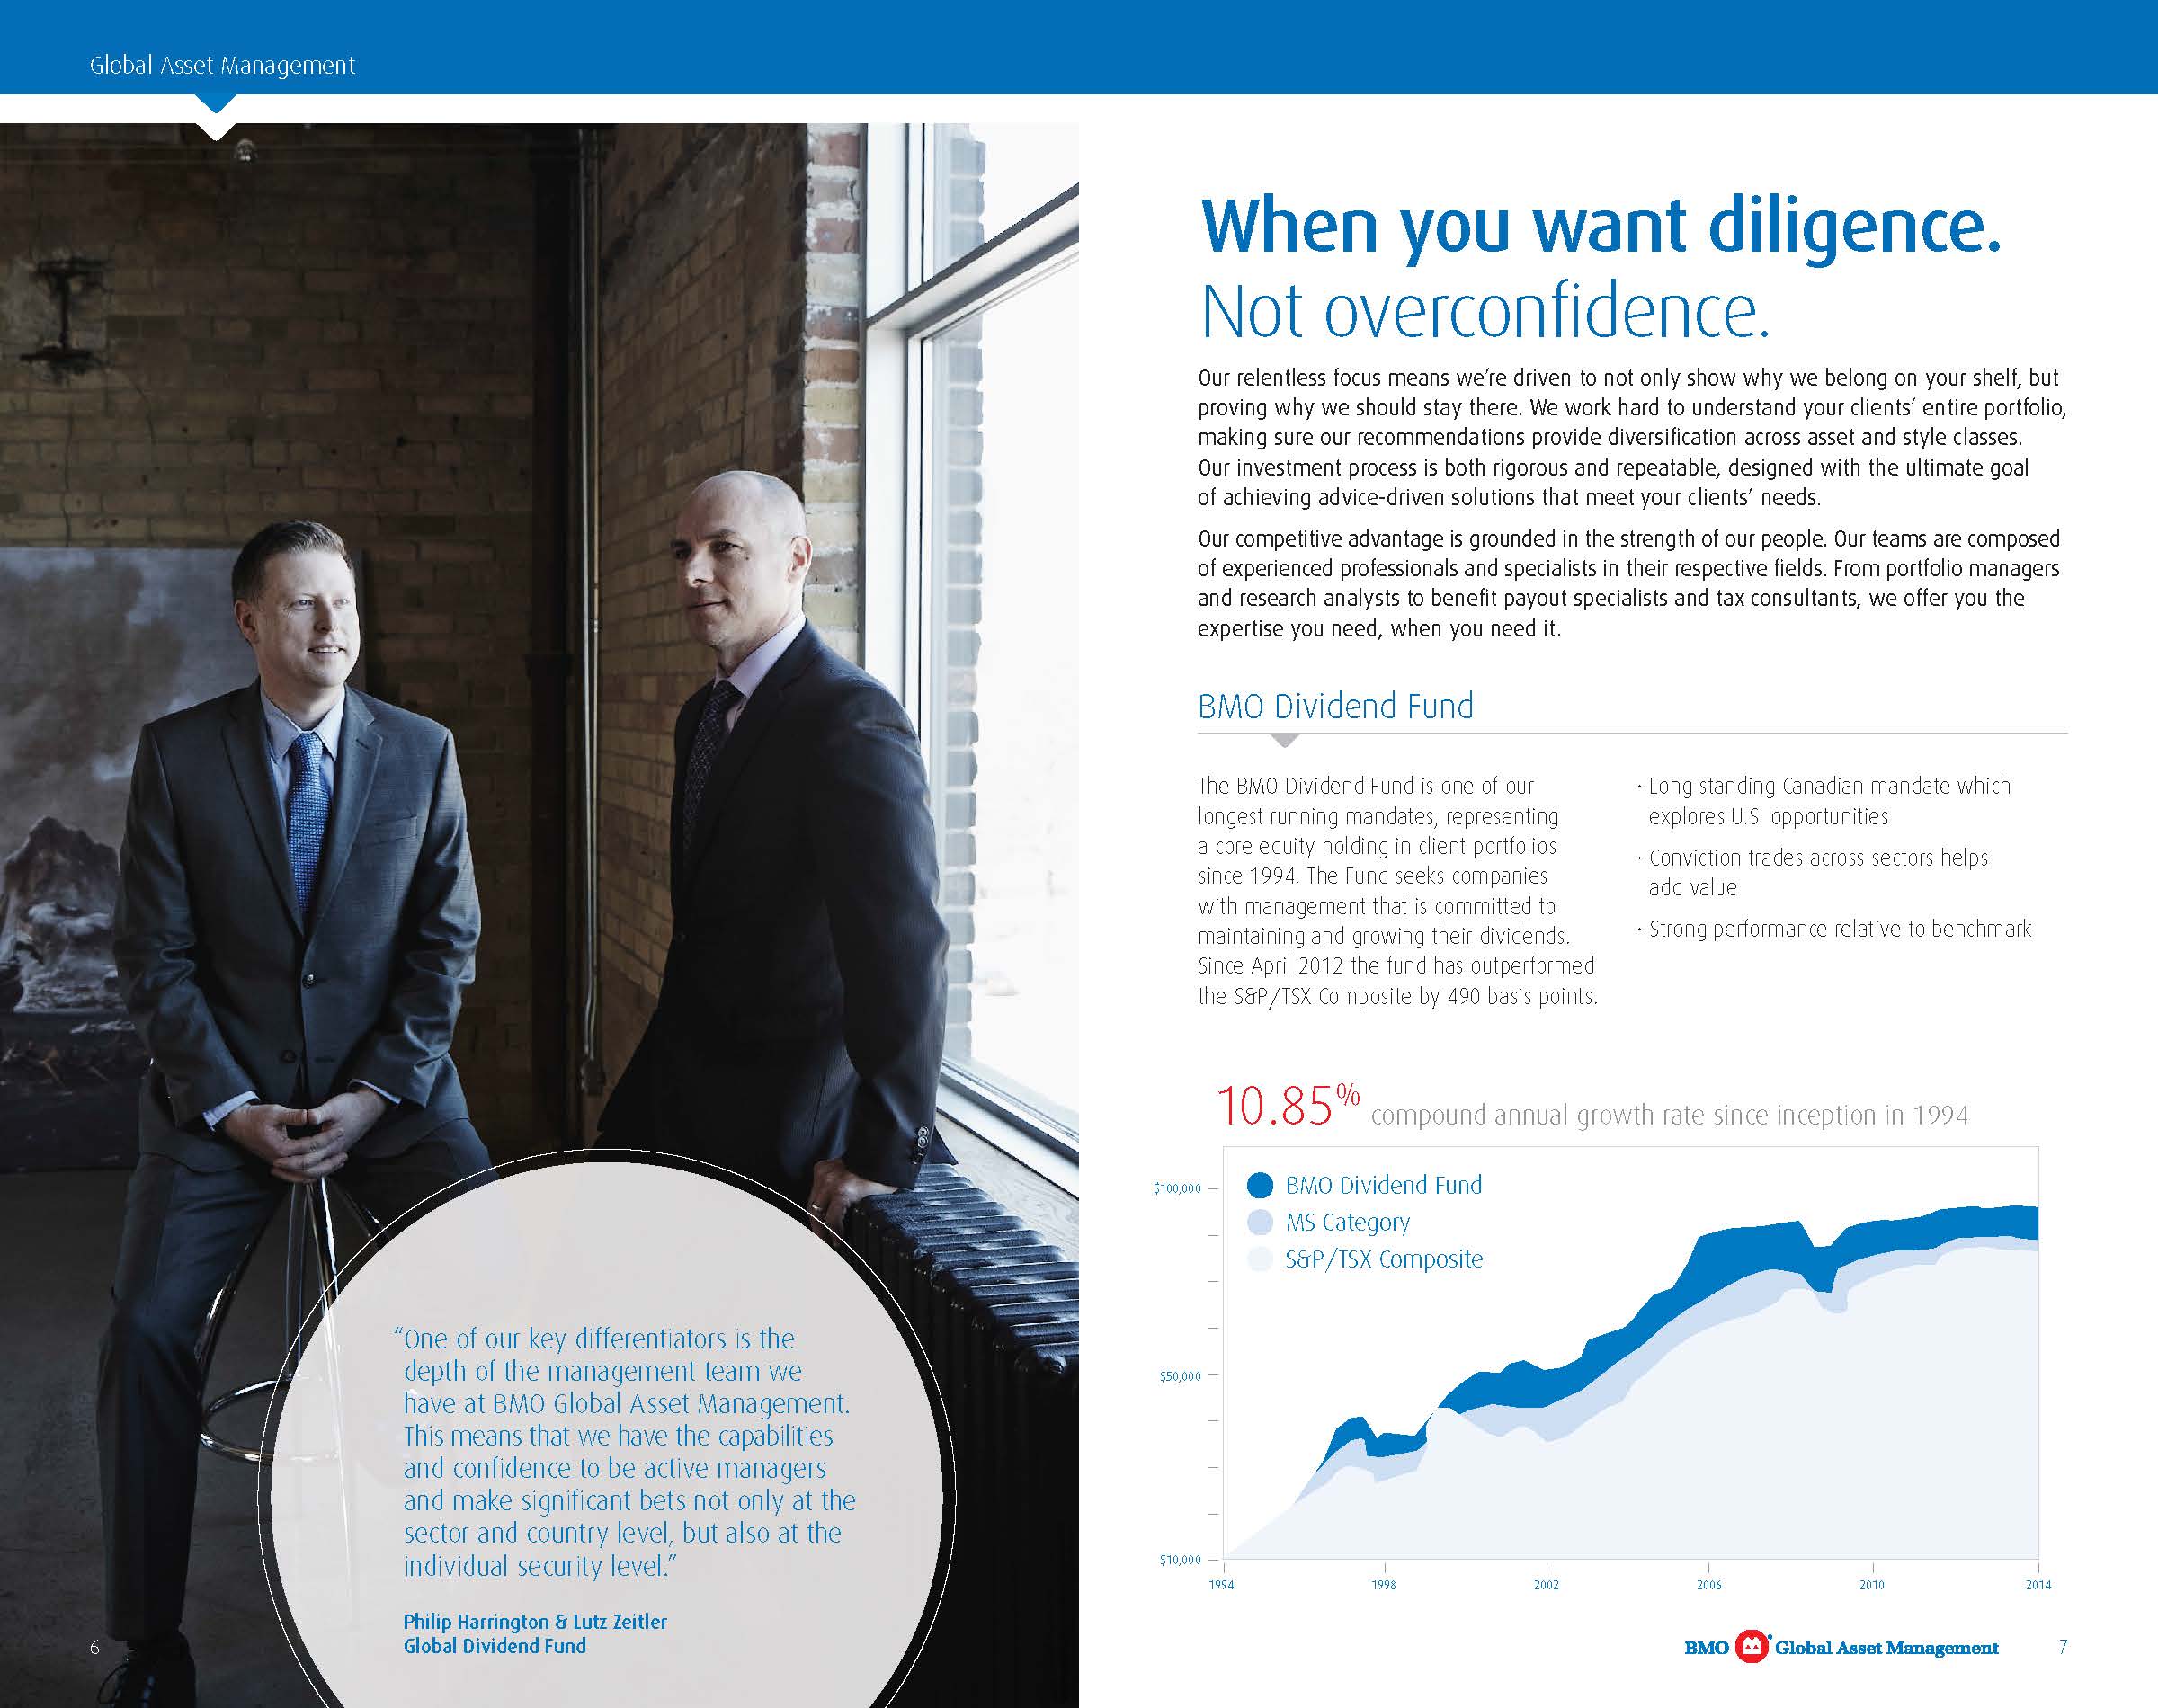 Global Asset Management
“One of our key differentiators is the
depth of the management team we
have at BMO Global Asset Management.
This means that we have the capabilities
and confidence to be active managers
and make significant bets not only at the
sector and country level, but also at the
individual security level.”
Philip Harrington & Lutz Zeitler
Global Dividend Fund
6
When you want diligence.
Not overconfidence.
Our relentless focus means we’re driven to not only show why we belong on your shelf, but
proving why we should stay there. We work hard to understand your clients’ entire portfolio,
making sure our recommendations provide diversification across asset and style classes.
Our investment process is both rigorous and repeatable, designed with the ultimate goal
of achieving advice-driven solutions that meet your clients’ needs.
Our competitive advantage is grounded in the strength of our people. Our teams are composed
of experienced professionals and specialists in their respective fields. From portfolio managers
and research analysts to benefit payout specialists and tax consultants, we offer you the
expertise you need, when you need it.
BMO Dividend Fund
The BMO Dividend Fund is one of our
longest running mandates, representing
a core equity holding in client portfolios
since 1994. The Fund seeks companies
with management that is committed to
maintaining and growing their dividends.
Since April 2012 the fund has outperformed
the S&P/TSX Composite by 490 basis points.
· Long standing Canadian mandate which
explores U.S. opportunities
· Conviction trades across sectors helps
add value
· Strong performance relative to benchmark
10.85% compound annual growth rate since inception in 1994
BMO Dividend Fund
MS Category
S&P/TSX Composite
$100,000
$50,000
$10,000
1994 1998 2002 2006 2010 2014
BMO Global Asset Management
7